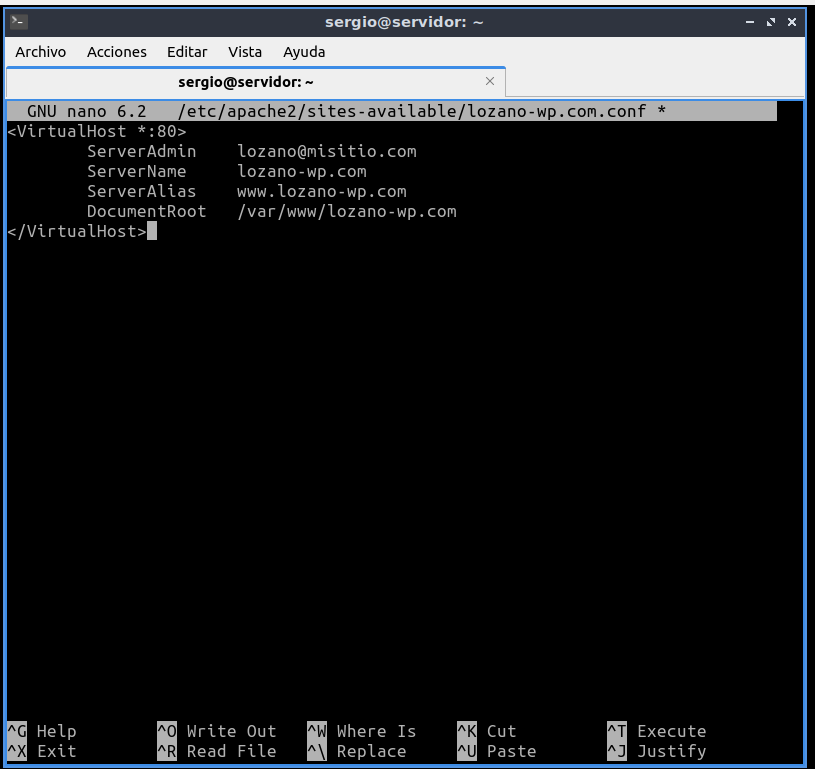 sergio@servidor: ~
Archivo Acciones Editar Vista Ayuda
sergio@servidor: ~
GNU nano 6.2 /etc/apache2/sites-available/lozano-wp.com.conf *
<VirtualHost *:80>
ServerAdmin lozano@misitio.com
ServerName lozano-wp.com
ServerAlias www.lozano-wp.com
DocumentRoot /var/www/lozano-wp.com
</VirtualHost>
^G Help ^O Write Out ^W Where Is ^K Cut ^T Execute
^X Exit ^R Read File ^\ Replace ^U Paste ^J Justify